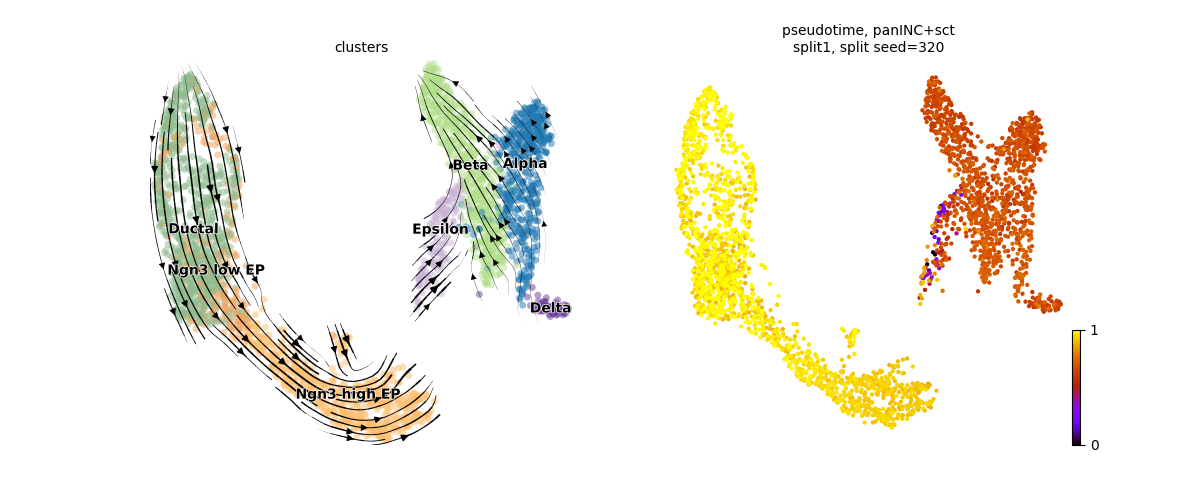 clusters
Beta
Alpha
Ductal
Epsilon
Ngn3 low EP
Delta
Ngn3 high EP
pseudotime, panINC+sct
split1, split seed=320
1
0